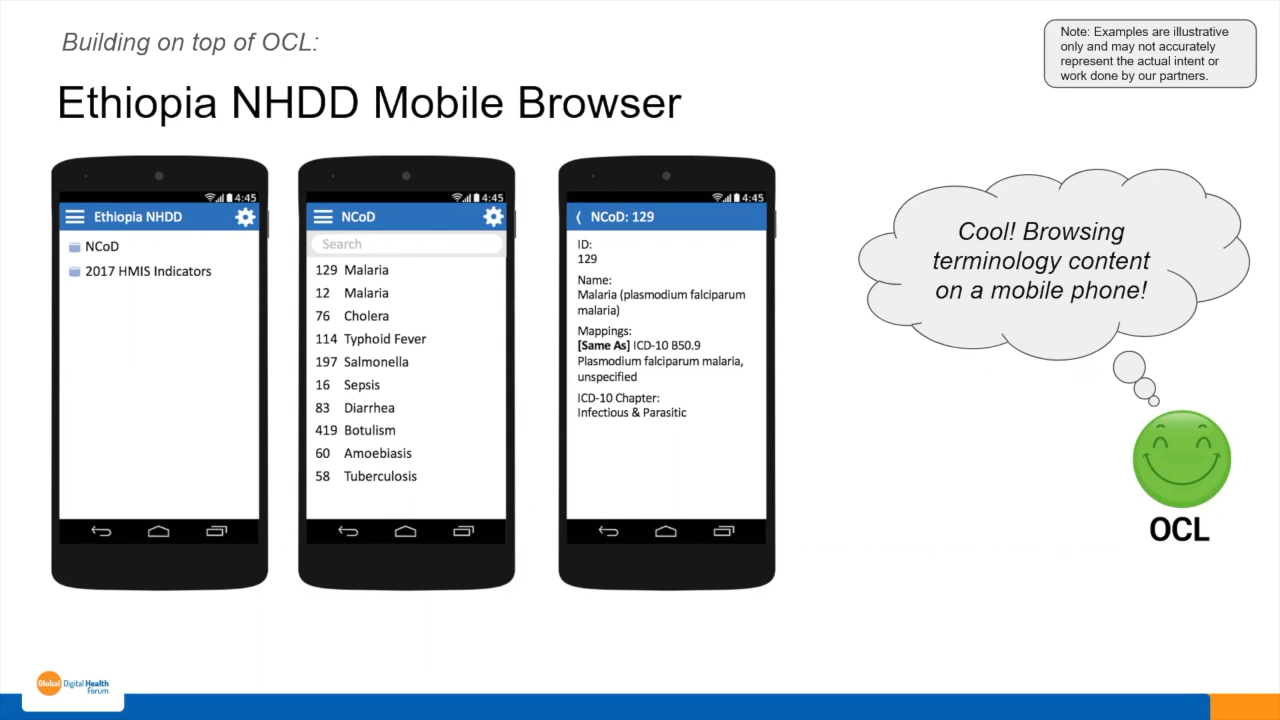 Building on top of OCL:
Ethiopia NHDD Mobile Browser
Note: Examples are illustrative
only and may not accurately
represent the actual intent or
work done by our partners.
4:45
Ethiopia NHDD
NCoD
2017 HMIS Indicators
4:45
NCoD
Search
129 Malaria
12 Malaria
76 Cholera
114 Typhoid Fever
197 Salmonella
16 Sepsis
83 Diarrhea
419 Botulism
60 Amoebiasis
58 Tuberculosis
4:45
NCoD: 129
ID:
129
Name:
Malaria (plasmodium falciparum
malaria)
Mappings:
[Same As] ICD-10 B50.9
Plasmodium falciparum malaria,
unspecified
ICD-10 Chapter:
Infectious & Parasitic
Cool! Browsing
terminology content
on a mobile phone!
OCL
Global Digital Health
Forum